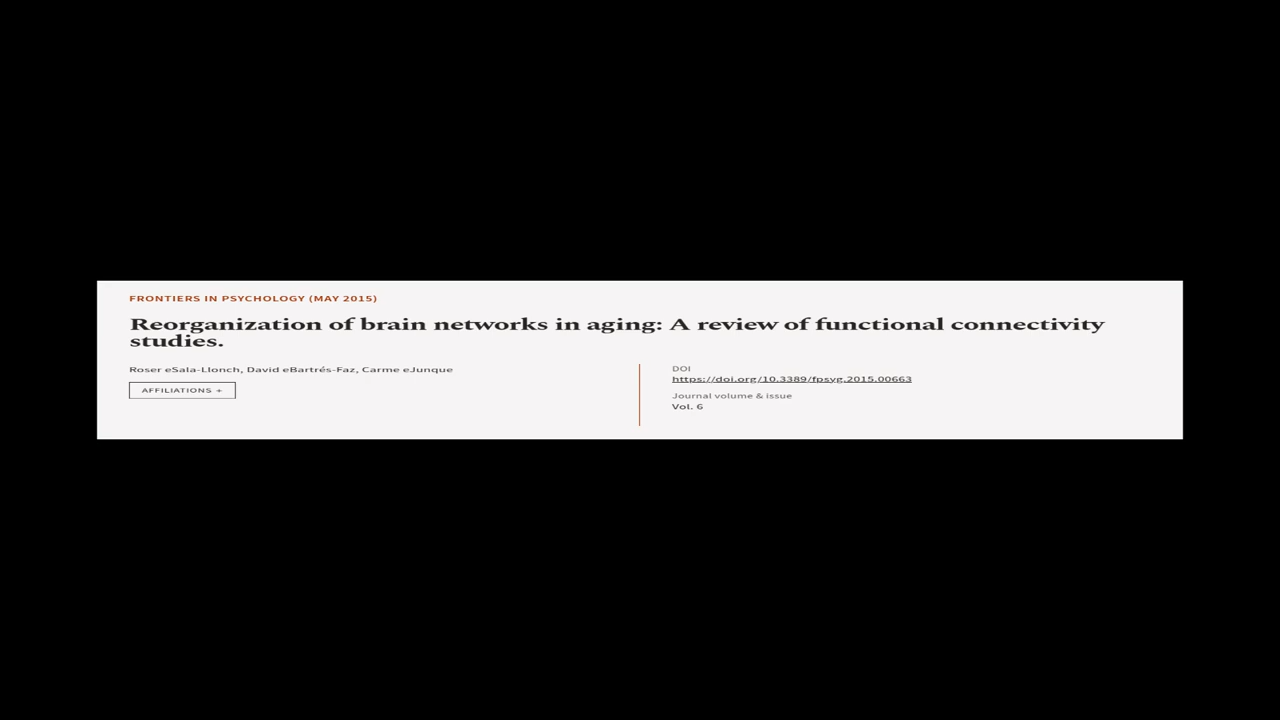 FRONTIERS IN PSYCHOLOGY (MAY 2015)
Reorganization of brain networks in aging: A review of functional connectivity
studies.
Roser eSala-Llonch, David eBartrés-Faz, Carme eJunque
AFFILIATIONS +
DOI
https://doi.org/10.3389/fpsyg.2015.00663
Journal volume & issue
Vol. 6